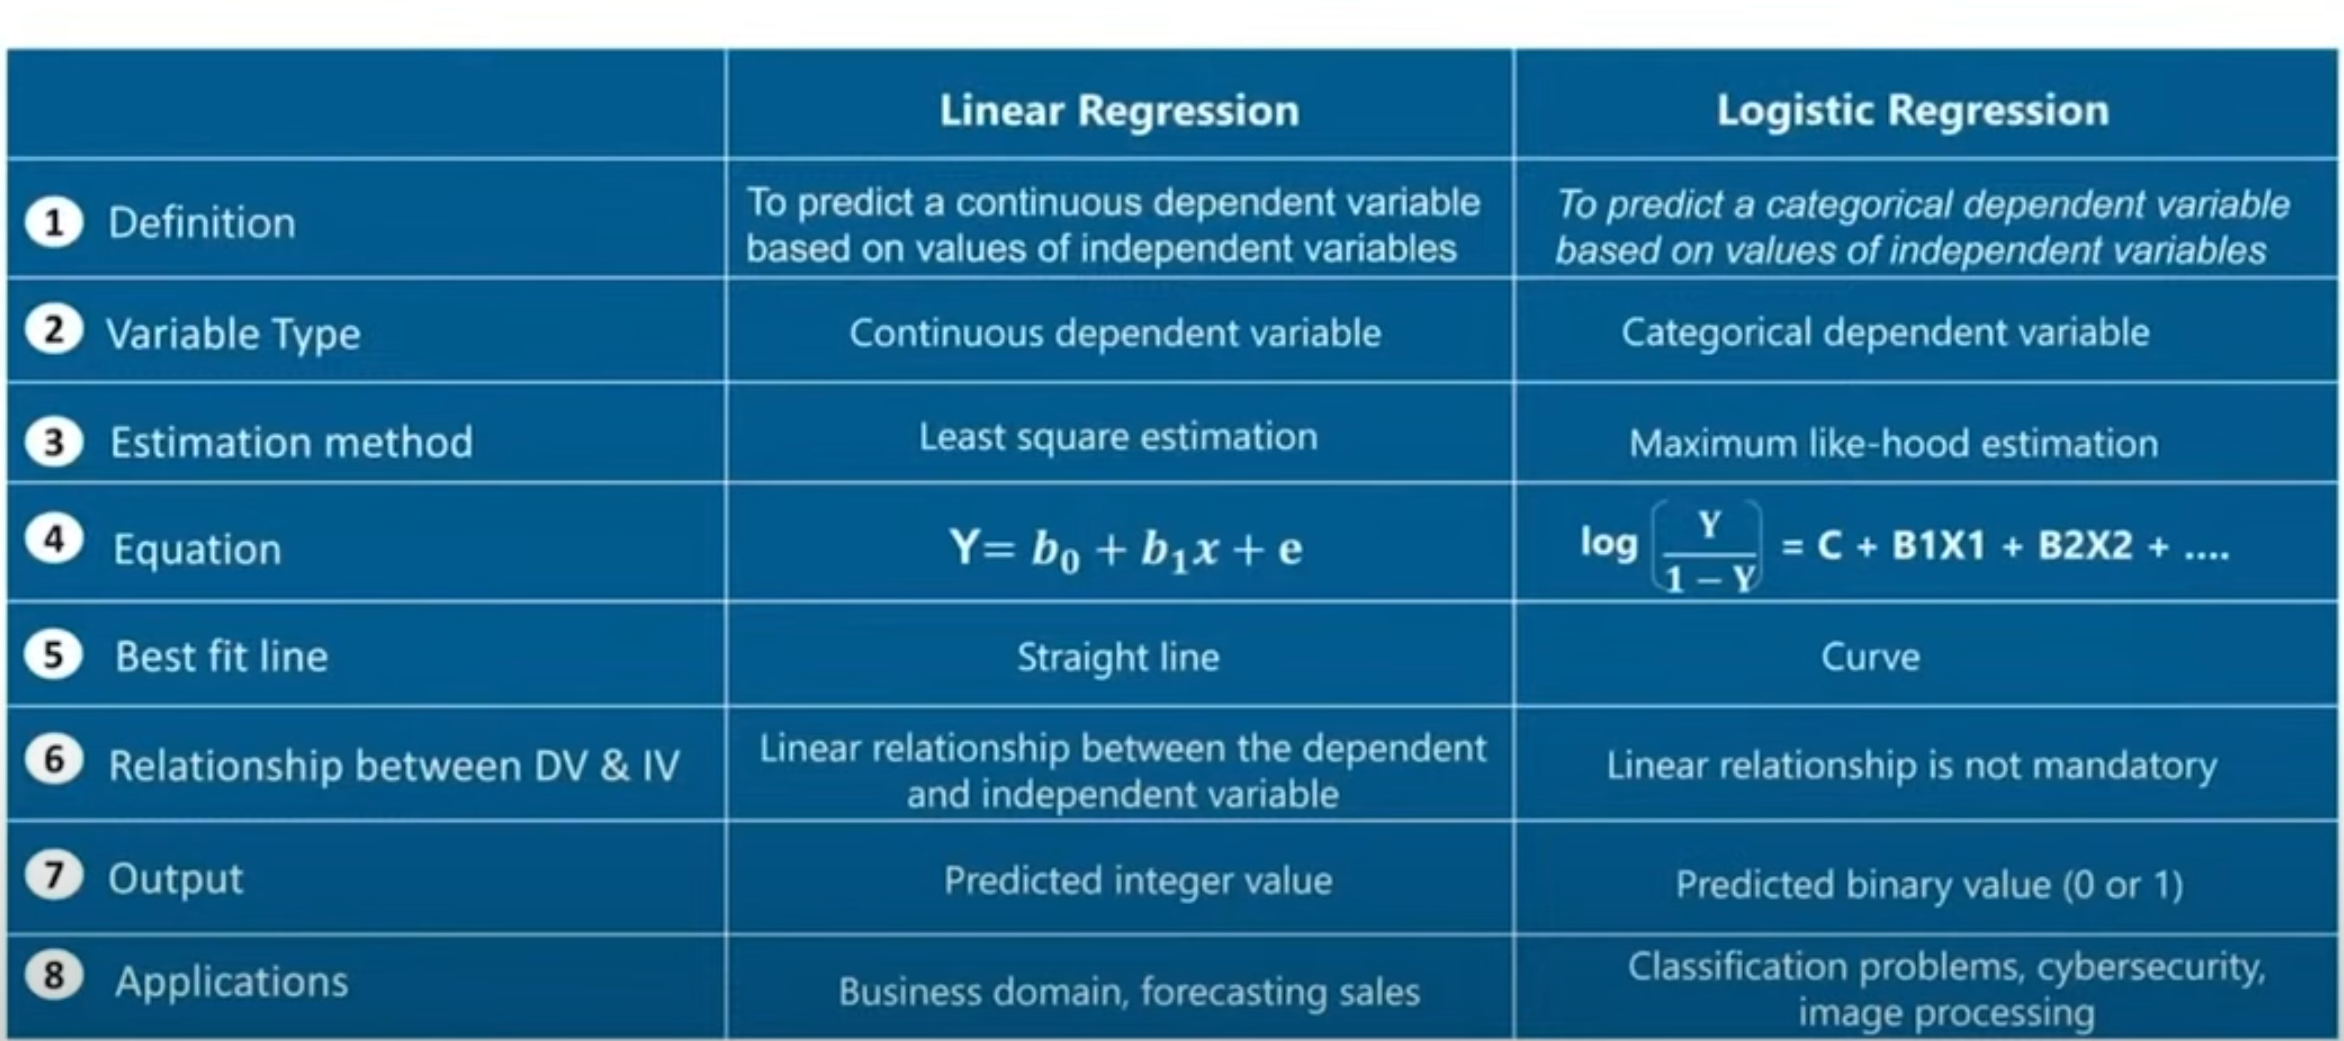 Linear Regression
Logistic Regression
1 Definition
To predict a continuous dependent variable
based on values of independent variables
To predict a categorical dependent variable
based on values of independent variables
2 Variable Type
Continuous dependent variable
Categorical dependent variable
3 Estimation method
Least square estimation
Maximum like-hood estimation
4 Equation
Y= b₀ + b₁x + e
log (Y / 1 – Y) = C + B1X1 + B2X2 + ....
5 Best fit line
Straight line
Curve
6 Relationship between DV & IV
Linear relationship between the dependent
and independent variable
Linear relationship is not mandatory
7 Output
Predicted integer value
Predicted binary value (0 or 1)
8 Applications
Business domain, forecasting sales
Classification problems, cybersecurity,
image processing